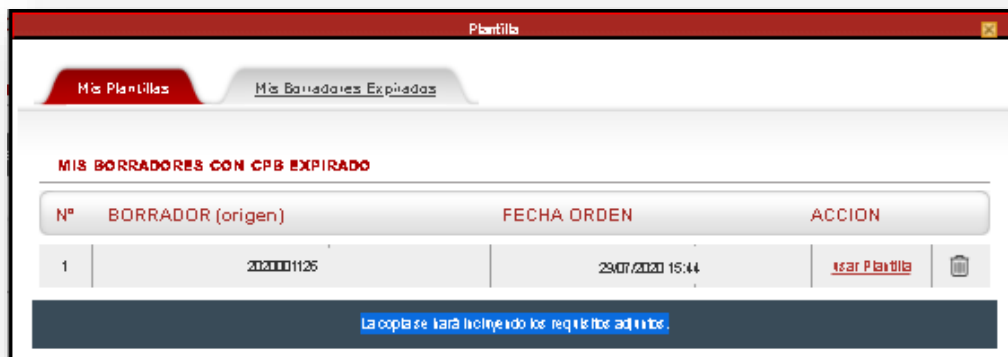 Plantilla
Mis Plantillas Mis Borradores Expirados
MIS BORRADORES CON CPB EXPIRADO
Nº BORRADOR (origen) FECHA ORDEN ACCION
1 2020001126 29/07/2020 15:44 usar Plantilla
La copia se hará incluyendo los requisitos adjuntos.